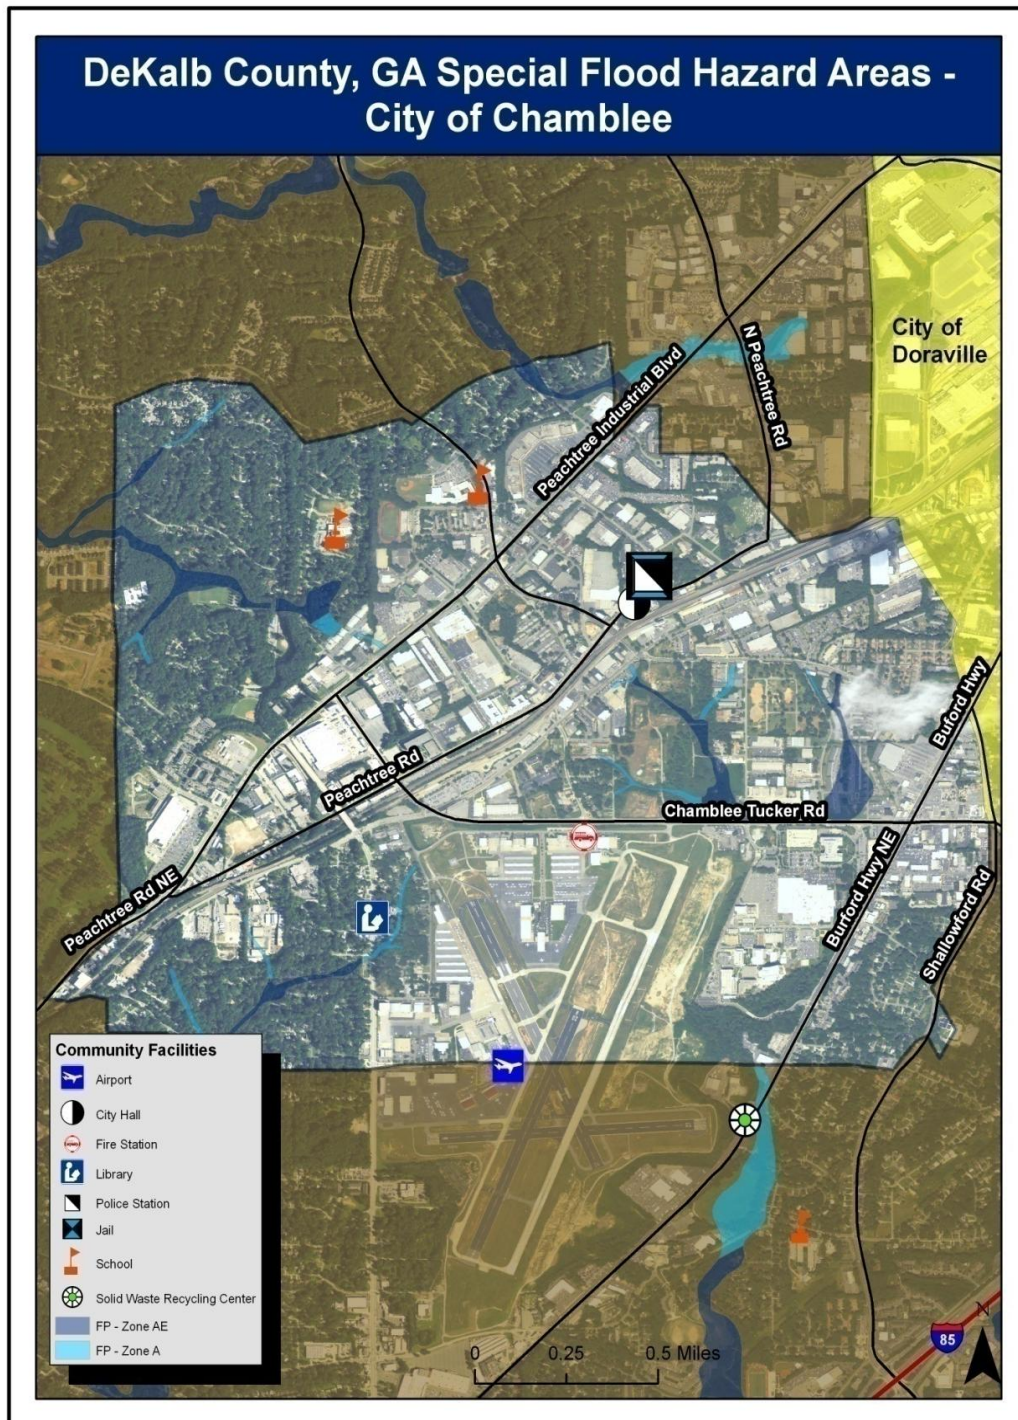 DeKalb County, GA Special Flood Hazard Areas -
City of Chamblee
City of
Doraville
N Peachtree Rd
Peachtree Industrial Blvd
Buford Hwy
Peachtree Rd
Chamblee Tucker Rd
Peachtree Rd NE
Burford Hwy NE
Shallowford Rd
Community Facilities
Airport
City Hall
Fire Station
Library
Police Station
Jail
School
Solid Waste Recycling Center
FP - Zone AE
FP - Zone A
0 0.25 0.5 Miles
85
N